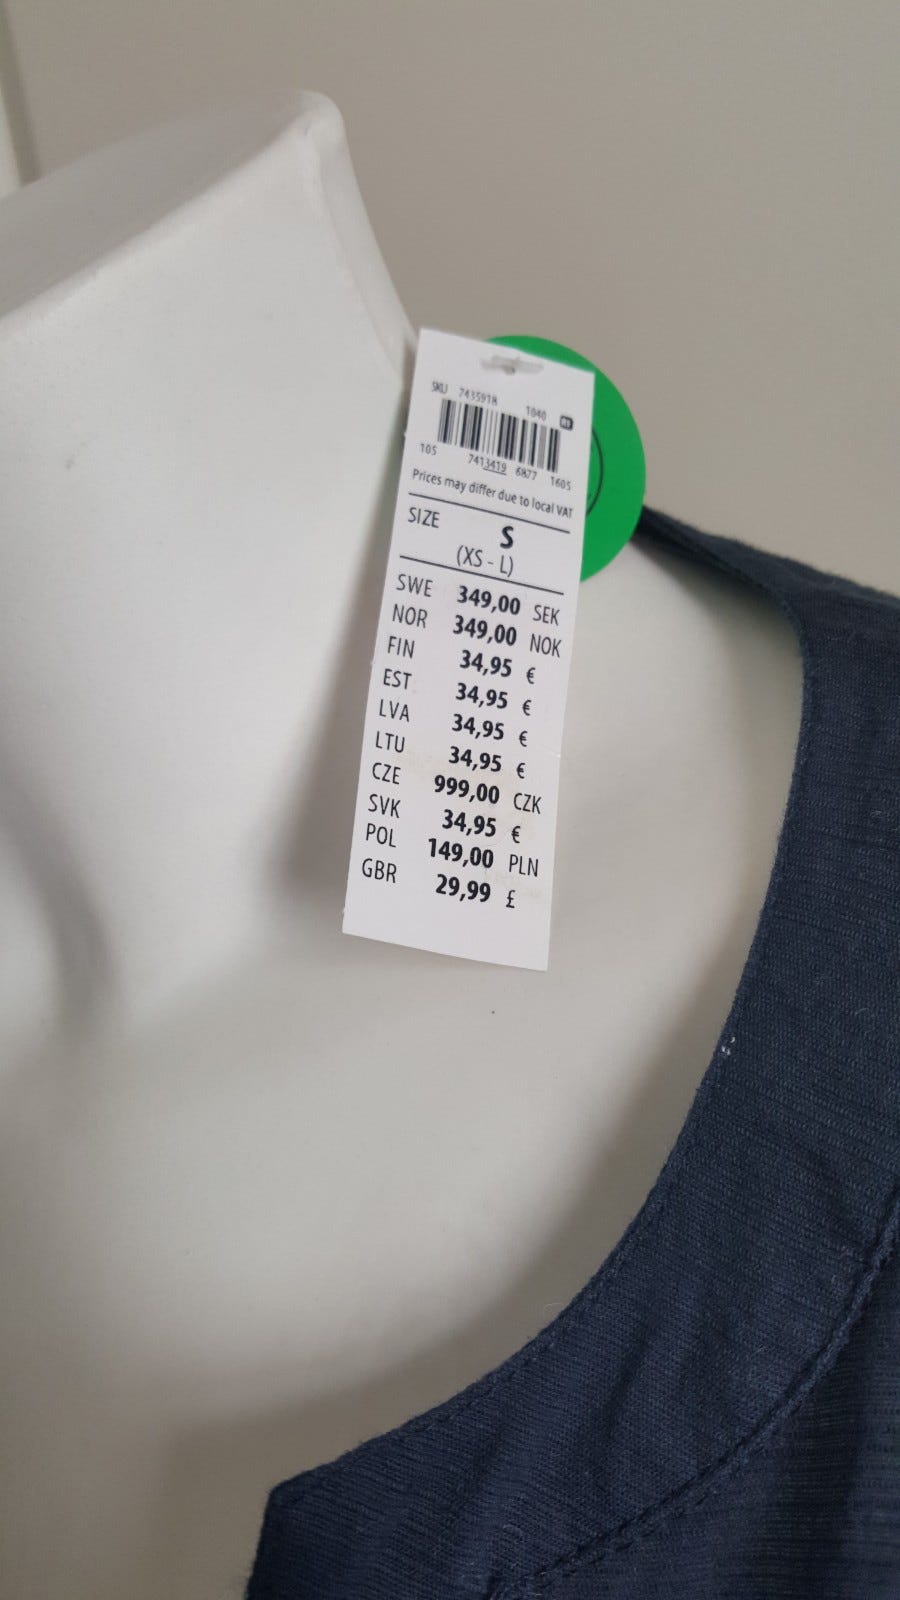 SKU 7435918 1040
105 7413419 6877 1605
Prices may differ due to local VAT
SIZE S
(XS - L)
SWE 349,00 SEK
NOR 349,00 NOK
FIN 34,95 €
EST 34,95 €
LVA 34,95 €
LTU 34,95 €
CZE 999,00 CZK
SVK 34,95 €
POL 149,00 PLN
GBR 29,99 £